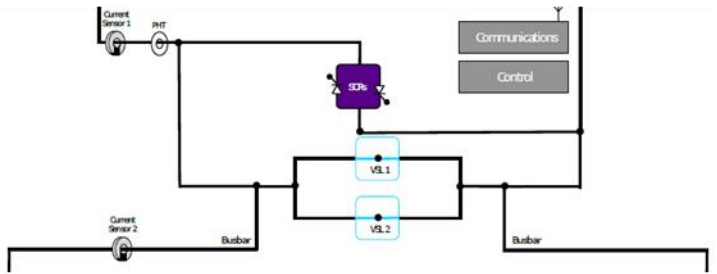 Current
Sensor 1
PHT
Communications
Control
SCRs
VSL 1
VSL 2
Current
Sensor 2
Busbar
Busbar